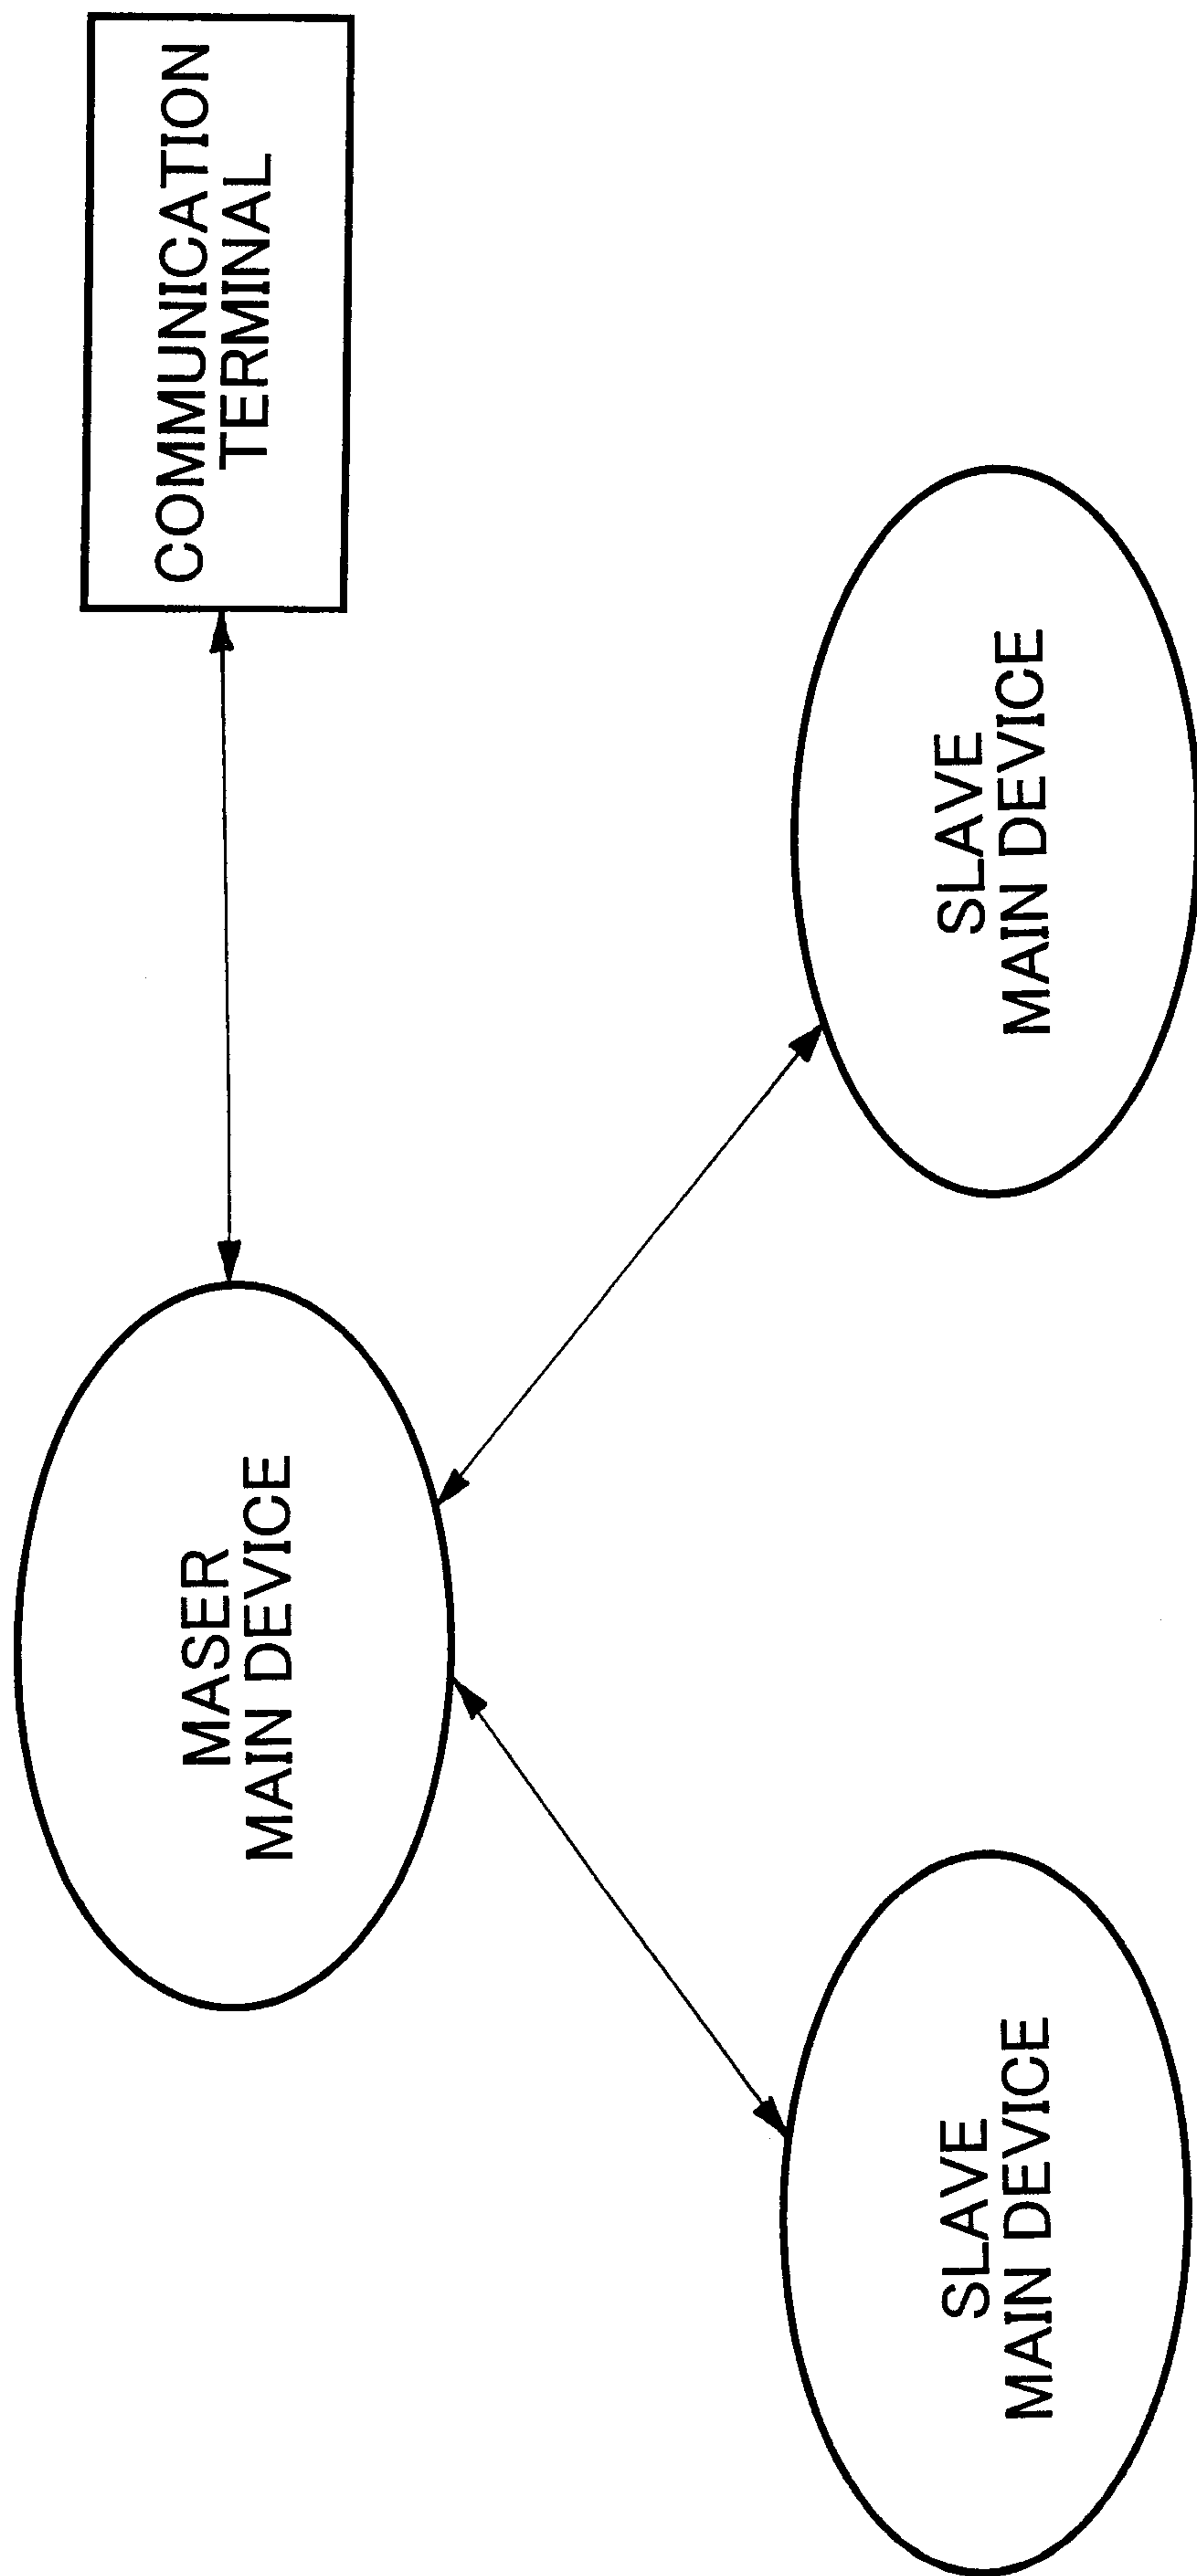 MASER
MAIN DEVICE
COMMUNICATION
TERMINAL
SLAVE
MAIN DEVICE
SLAVE
MAIN DEVICE